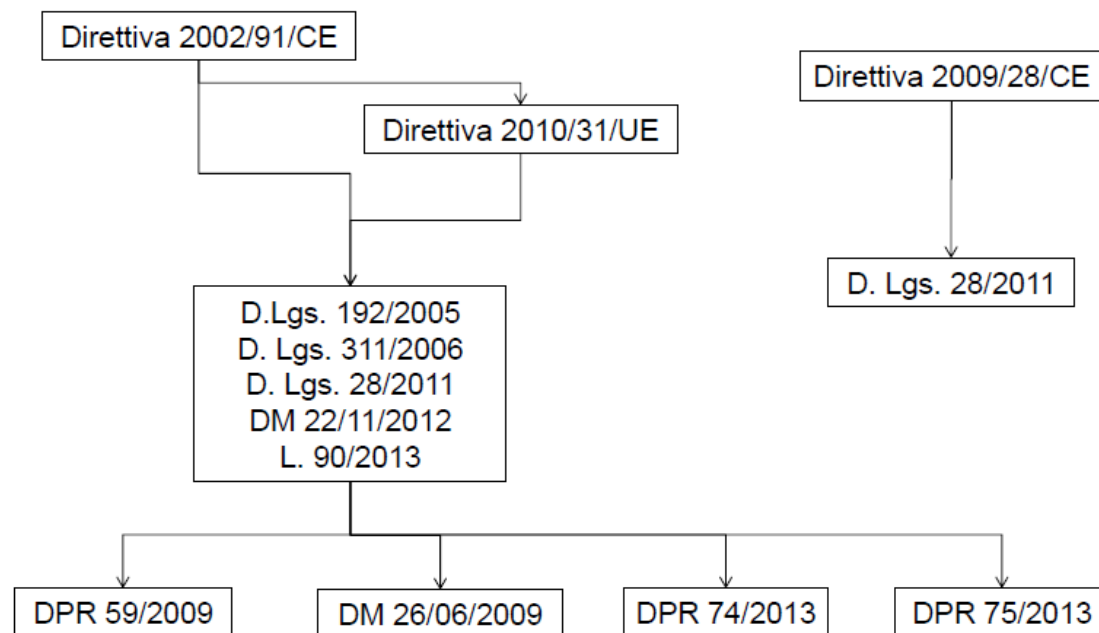 Direttiva 2002/91/CE
Direttiva 2009/28/CE
Direttiva 2010/31/UE
D. Lgs. 28/2011
D.Lgs. 192/2005
D. Lgs. 311/2006
D. Lgs. 28/2011
DM 22/11/2012
L. 90/2013
DPR 59/2009
DM 26/06/2009
DPR 74/2013
DPR 75/2013